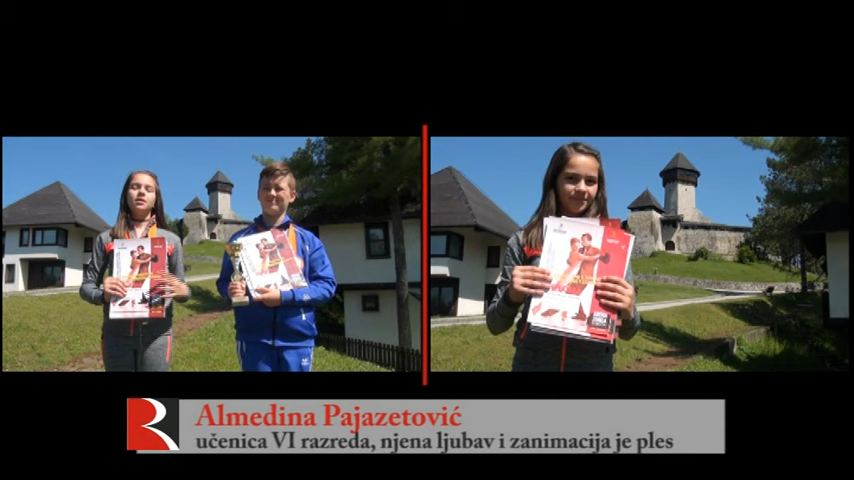 Almedina Pajazetović
učenica VI razreda, njena ljubav i zanimacija je ples